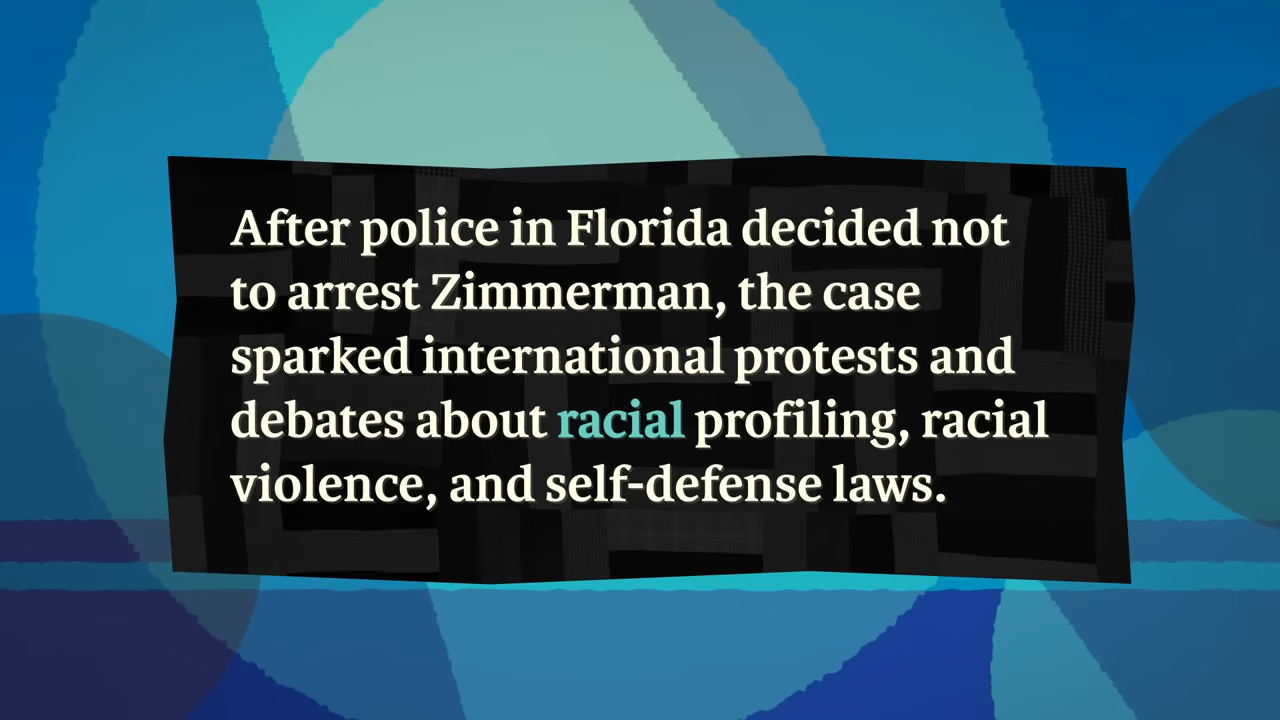 After police in Florida decided not
to arrest Zimmerman, the case
sparked international protests and
debates about racial profiling, racial
violence, and self-defense laws.